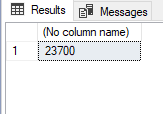 Results Messages
(No column name)
1 23700